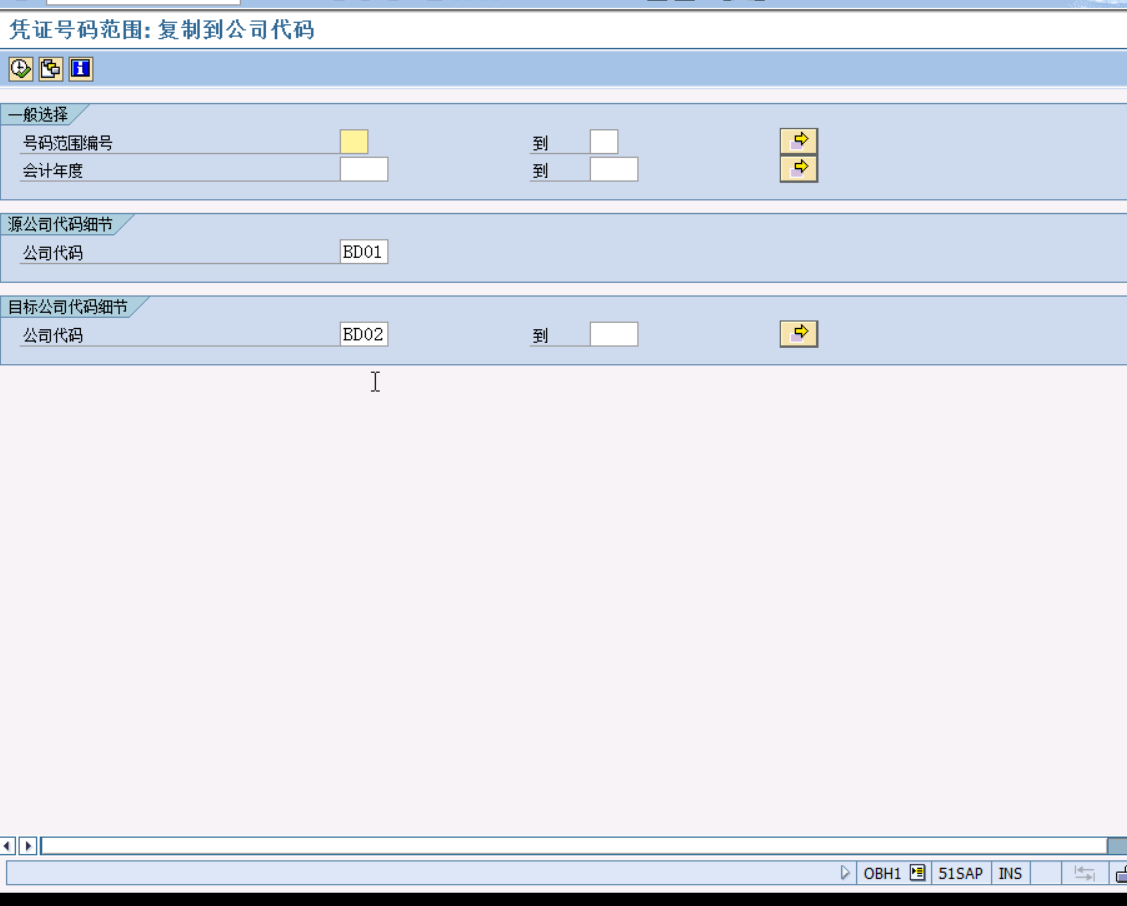 凭证号码范围: 复制到公司代码
一般选择
号码范围编号 到
会计年度 到
源公司代码细节
公司代码 BD01
目标公司代码细节
公司代码 BD02 到
OBH1 51SAP INS